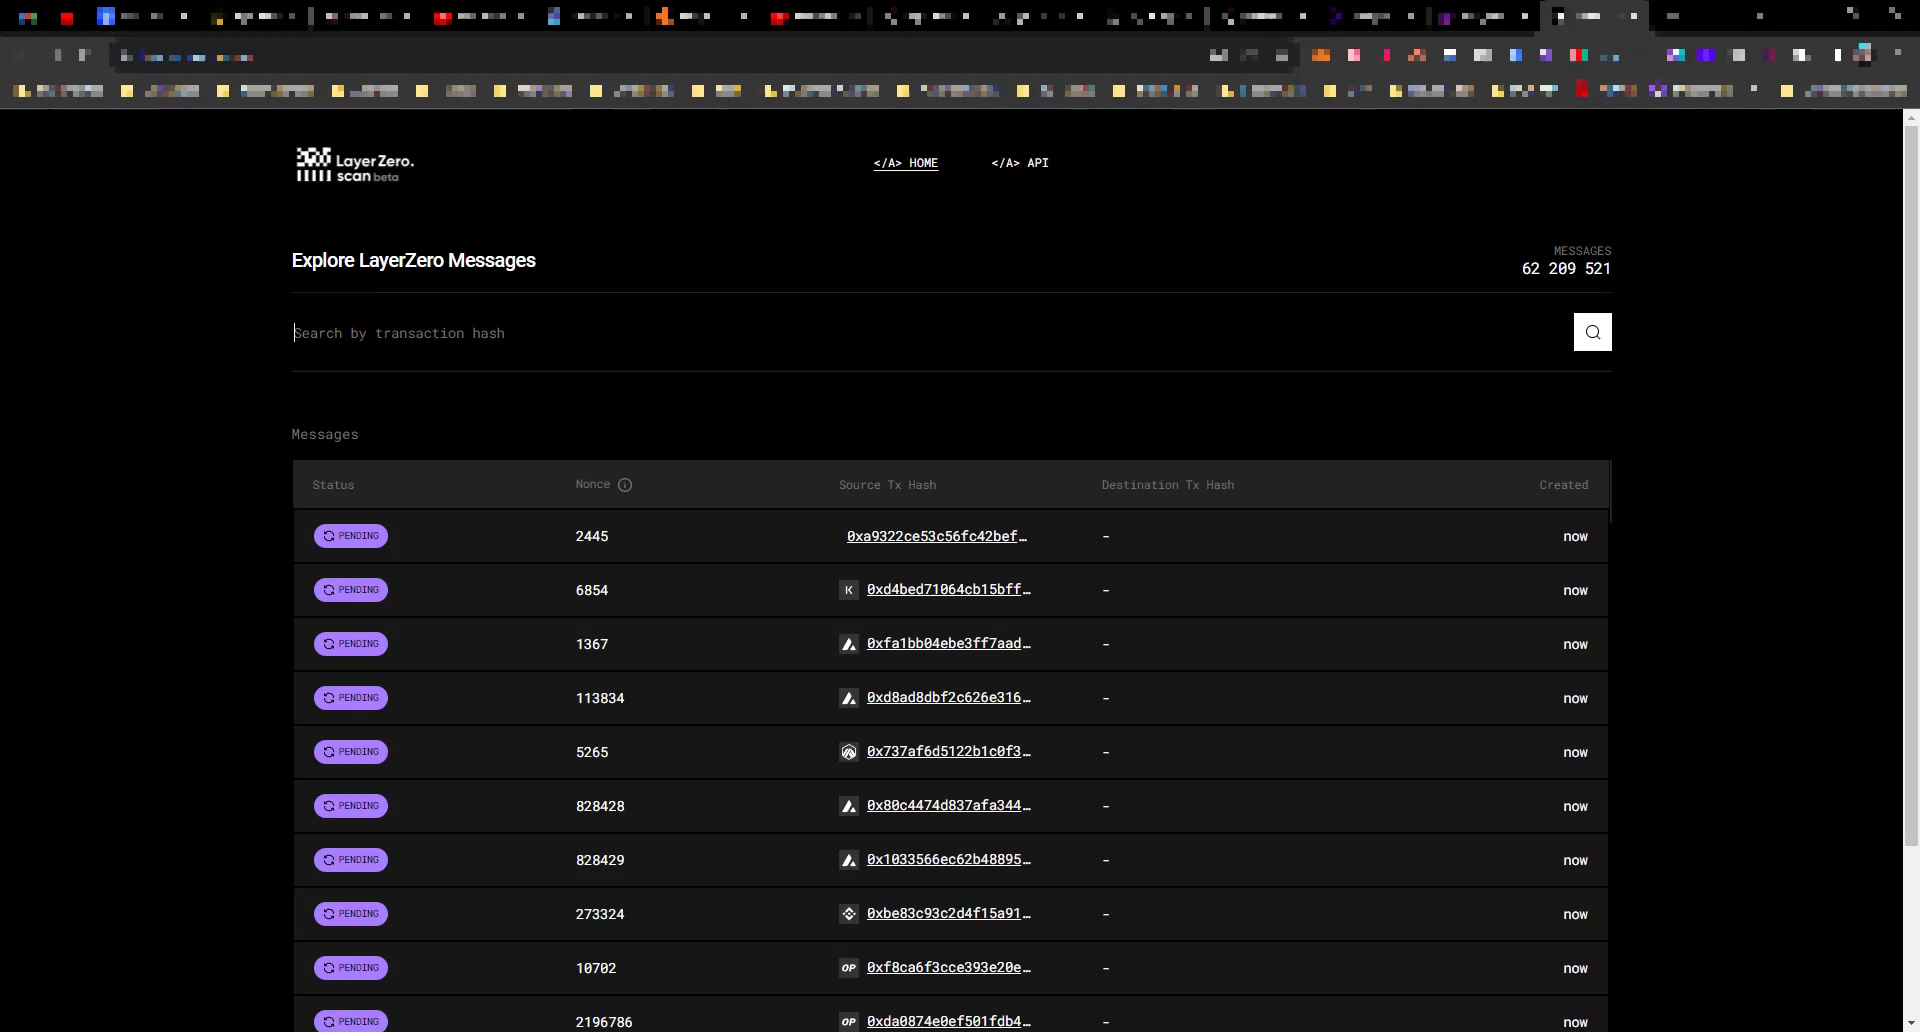 LayerZero.
scan beta
</A> HOME
</A> API
Explore LayerZero Messages
MESSAGES
62 209 521
Search by transaction hash
Messages
Status Nonce Source Tx Hash Destination Tx Hash Created
PENDING 2445 0xa9322ce53c56fc42bef… - now
PENDING 6854 K 0xd4bed71064cb15bff… - now
PENDING 1367 0xfa1bb04ebe3ff7aad… - now
PENDING 113834 0xd8ad8dbf2c626e316… - now
PENDING 5265 0x737af6d5122b1c0f3… - now
PENDING 828428 0x80c4474d837afa344… - now
PENDING 828429 0x1033566ec62b48895… - now
PENDING 273324 0xbe83c93c2d4f15a91… - now
PENDING 10702 OP 0xf8ca6f3cce393e20e… - now
PENDING 2196786 OP 0xda0874e0ef501fdb4… - now